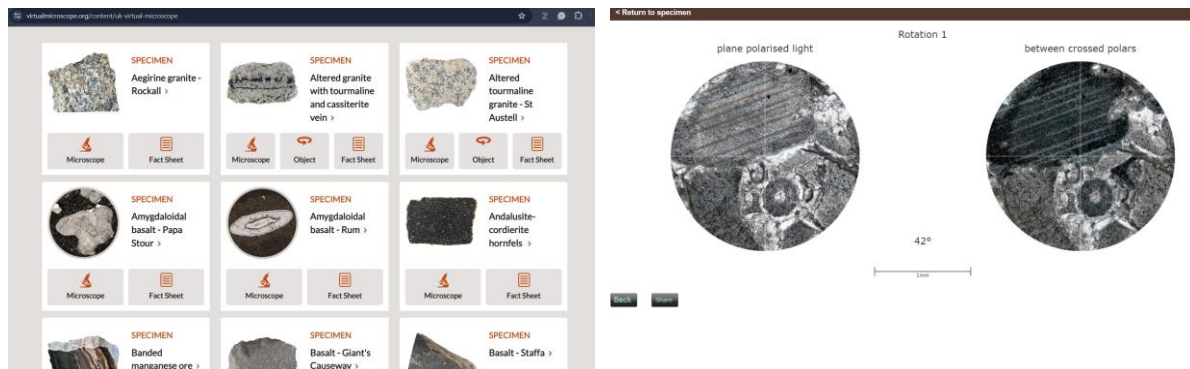 virtualmicroscope.org/content/uk-virtual-microscope
SPECIMEN
Aegirine granite -
Rockall >
Microscope
Fact Sheet
SPECIMEN
Altered granite
with tourmaline
and cassiterite
vein >
Microscope
Object
Fact Sheet
SPECIMEN
Altered
tourmaline
granite - St
Austell >
Microscope
Object
Fact Sheet
SPECIMEN
Amygdaloidal
basalt - Papa
Stour >
Microscope
Fact Sheet
SPECIMEN
Amygdaloidal
basalt - Rum >
Microscope
Fact Sheet
SPECIMEN
Andalusite-
cordierite
hornfels >
Microscope
Fact Sheet
SPECIMEN
Banded
manganese ore >
SPECIMEN
Basalt - Giant's
Causeway >
SPECIMEN
Basalt - Staffa >
< Return to specimen
Rotation 1
plane polarised light
between crossed polars
42°
1mm
Back
Share